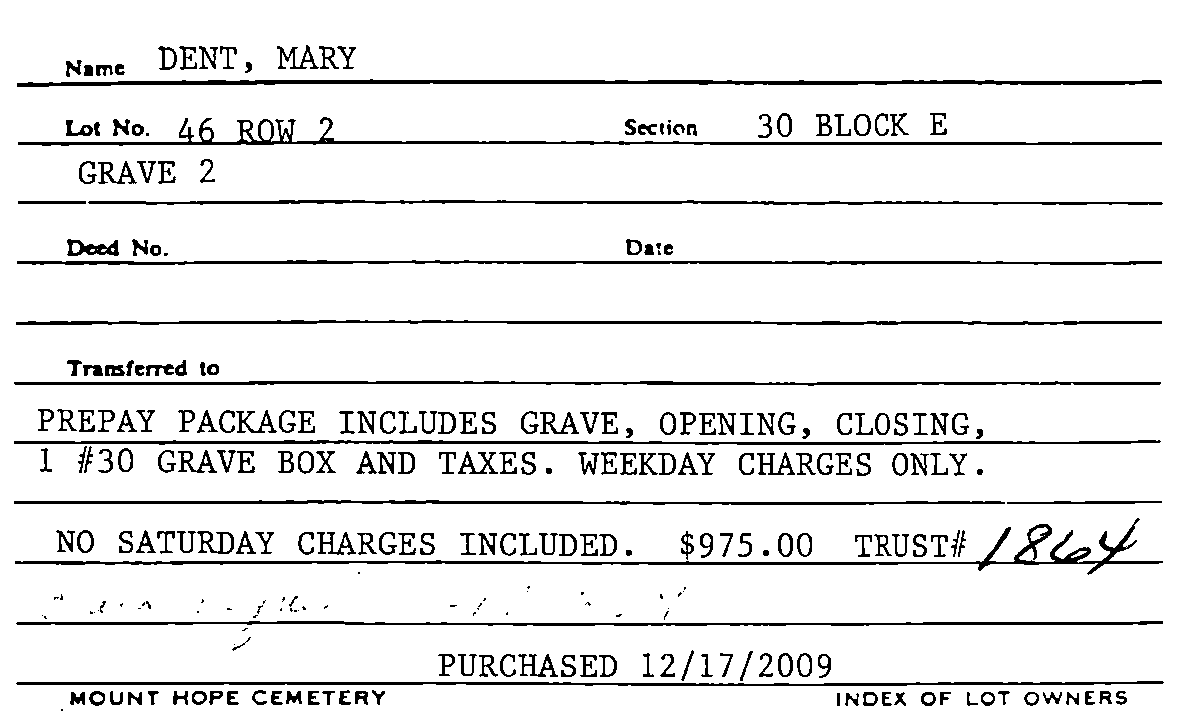 Name DENT, MARY
Lot No. 46 ROW 2 Section 30 BLOCK E
GRAVE 2
Deed No. Date
Transferred to
PREPAY PACKAGE INCLUDES GRAVE, OPENING, CLOSING,
1 #30 GRAVE BOX AND TAXES. WEEKDAY CHARGES ONLY.
NO SATURDAY CHARGES INCLUDED. $975.00 TRUST# 1864
PURCHASED 12/17/2009
MOUNT HOPE CEMETERY INDEX OF LOT OWNERS